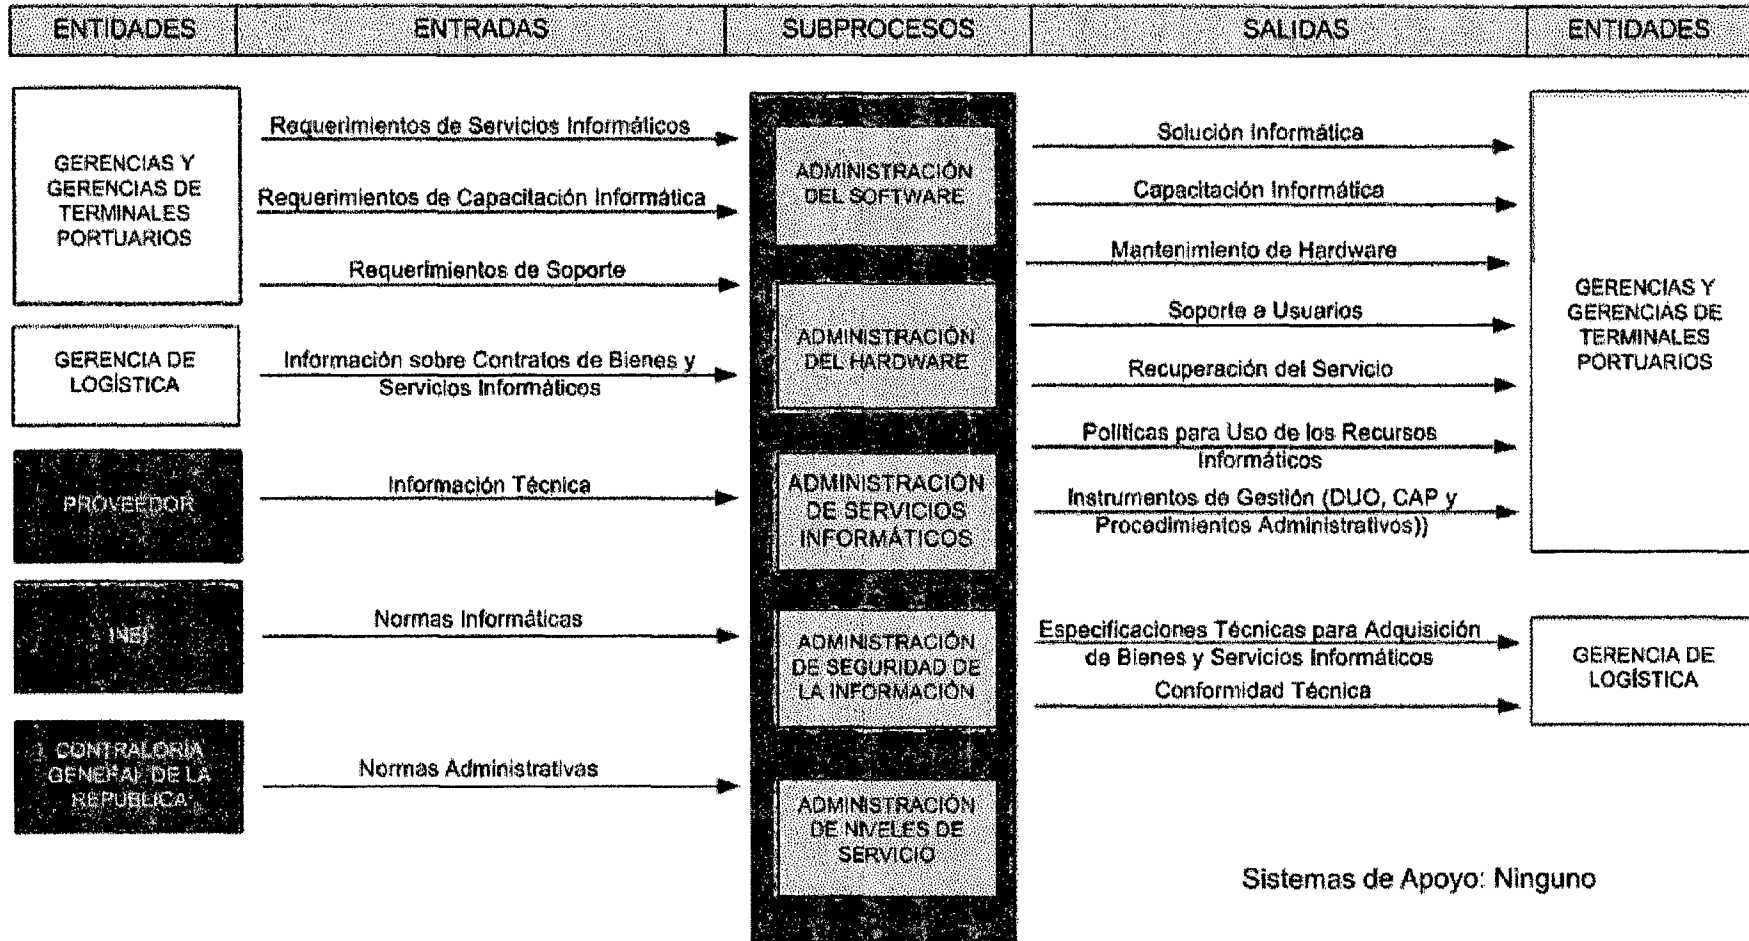 ENTIDADES
ENTRADAS
SUBPROCESOS
SALIDAS
ENTIDADES
GERENCIAS Y
GERENCIAS DE
TERMINALES
PORTUARIOS
GERENCIA DE
LOGÍSTICA
PROVEEDOR
INEI
CONTRALORÍA
GENERAL DE LA
REPÚBLICA
Requerimientos de Servicios Informáticos
Requerimientos de Capacitación Informática
Requerimientos de Soporte
Información sobre Contratos de Bienes y
Servicios Informáticos
Información Técnica
Normas Informáticas
Normas Administrativas
ADMINISTRACIÓN
DEL SOFTWARE
ADMINISTRACIÓN
DEL HARDWARE
ADMINISTRACIÓN
DE SERVICIOS
INFORMÁTICOS
ADMINISTRACIÓN
DE SEGURIDAD DE
LA INFORMACIÓN
ADMINISTRACIÓN
DE NIVELES DE
SERVICIO
Solución Informática
Capacitación Informática
Mantenimiento de Hardware
Soporte a Usuarios
Recuperación del Servicio
Políticas para Uso de los Recursos
Informáticos
Instrumentos de Gestión (DUO, CAP y
Procedimientos Administrativos))
Especificaciones Técnicas para Adquisición
de Bienes y Servicios Informáticos
Conformidad Técnica
GERENCIAS Y
GERENCIAS DE
TERMINALES
PORTUARIOS
GERENCIA DE
LOGÍSTICA
Sistemas de Apoyo: Ninguno